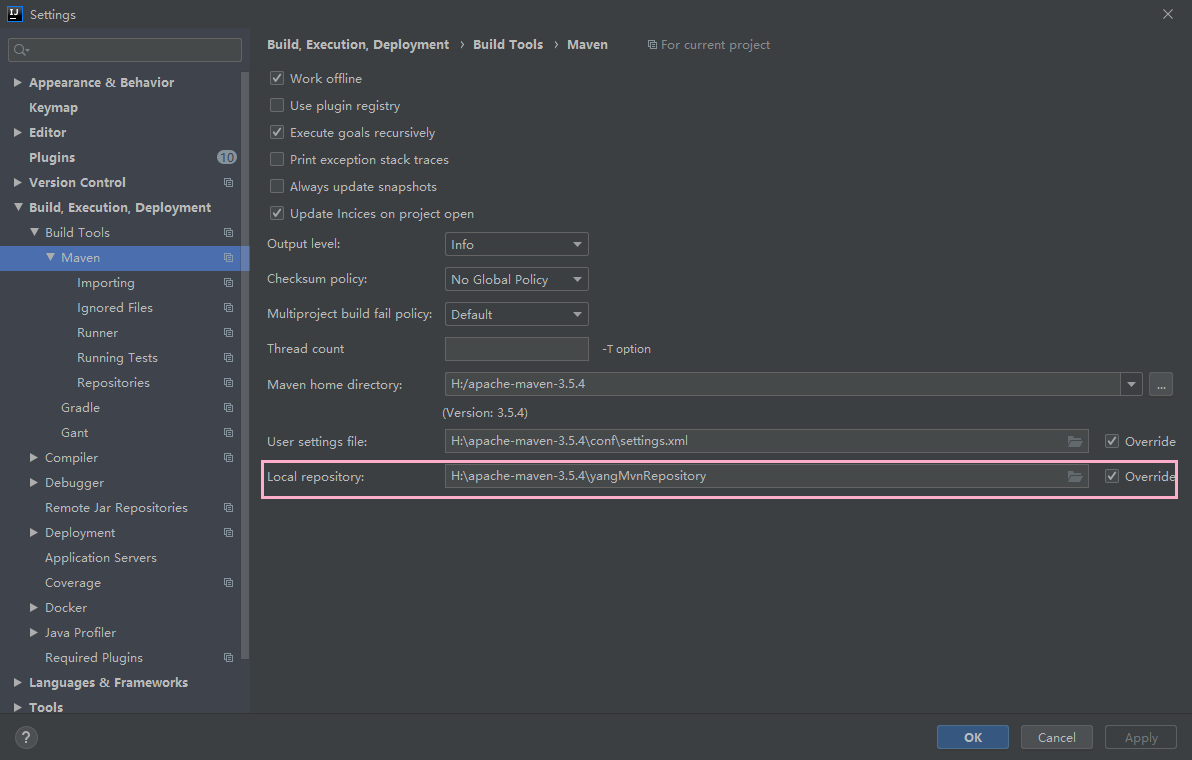 Settings
Appearance & Behavior
Keymap
Editor
Plugins 10
Version Control
Build, Execution, Deployment
Build Tools
Maven
Importing
Ignored Files
Runner
Running Tests
Repositories
Gradle
Gant
Compiler
Debugger
Remote Jar Repositories
Deployment
Application Servers
Coverage
Docker
Java Profiler
Required Plugins
Languages & Frameworks
Tools
Build, Execution, Deployment › Build Tools › Maven For current project
Work offline
Use plugin registry
Execute goals recursively
Print exception stack traces
Always update snapshots
Update Incices on project open
Output level: Info
Checksum policy: No Global Policy
Multiproject build fail policy: Default
Thread count -T option
Maven home directory: H:/apache-maven-3.5.4 ...
(Version: 3.5.4)
User settings file: H:\apache-maven-3.5.4\conf\settings.xml Override
Local repository: H:\apache-maven-3.5.4\yangMvnRepository Override
? OK Cancel Apply